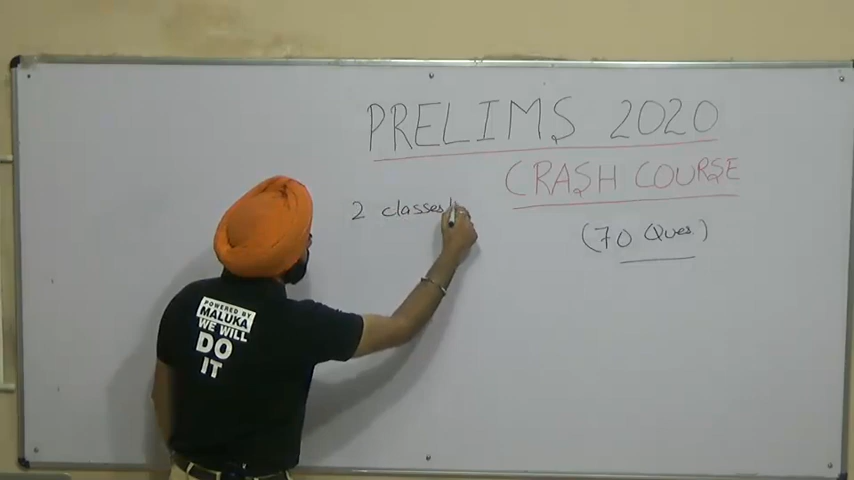 PRELIMS 2020
CRASH COURSE
2 classes/
(70 Ques)
POWERED BY
MALUKA
WE WILL
DO
IT